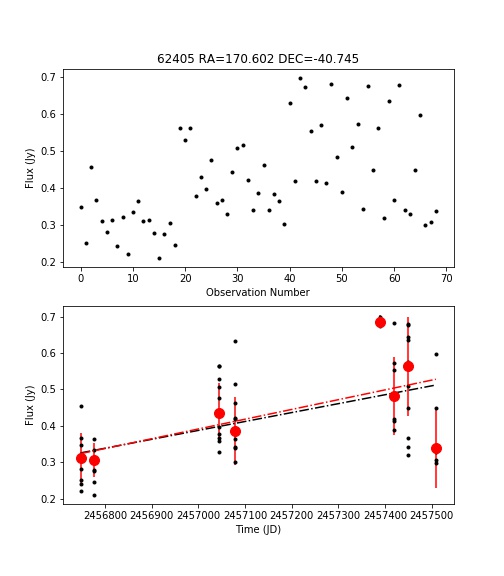 62405 RA=170.602 DEC=-40.745
0.7
0.6
0.5
0.4
0.3
0.2
Flux (Jy)
0 10 20 30 40 50 60 70
Observation Number
0.7
0.6
0.5
0.4
0.3
0.2
Flux (Jy)
2456800 2456900 2457000 2457100 2457200 2457300 2457400 2457500
Time (JD)